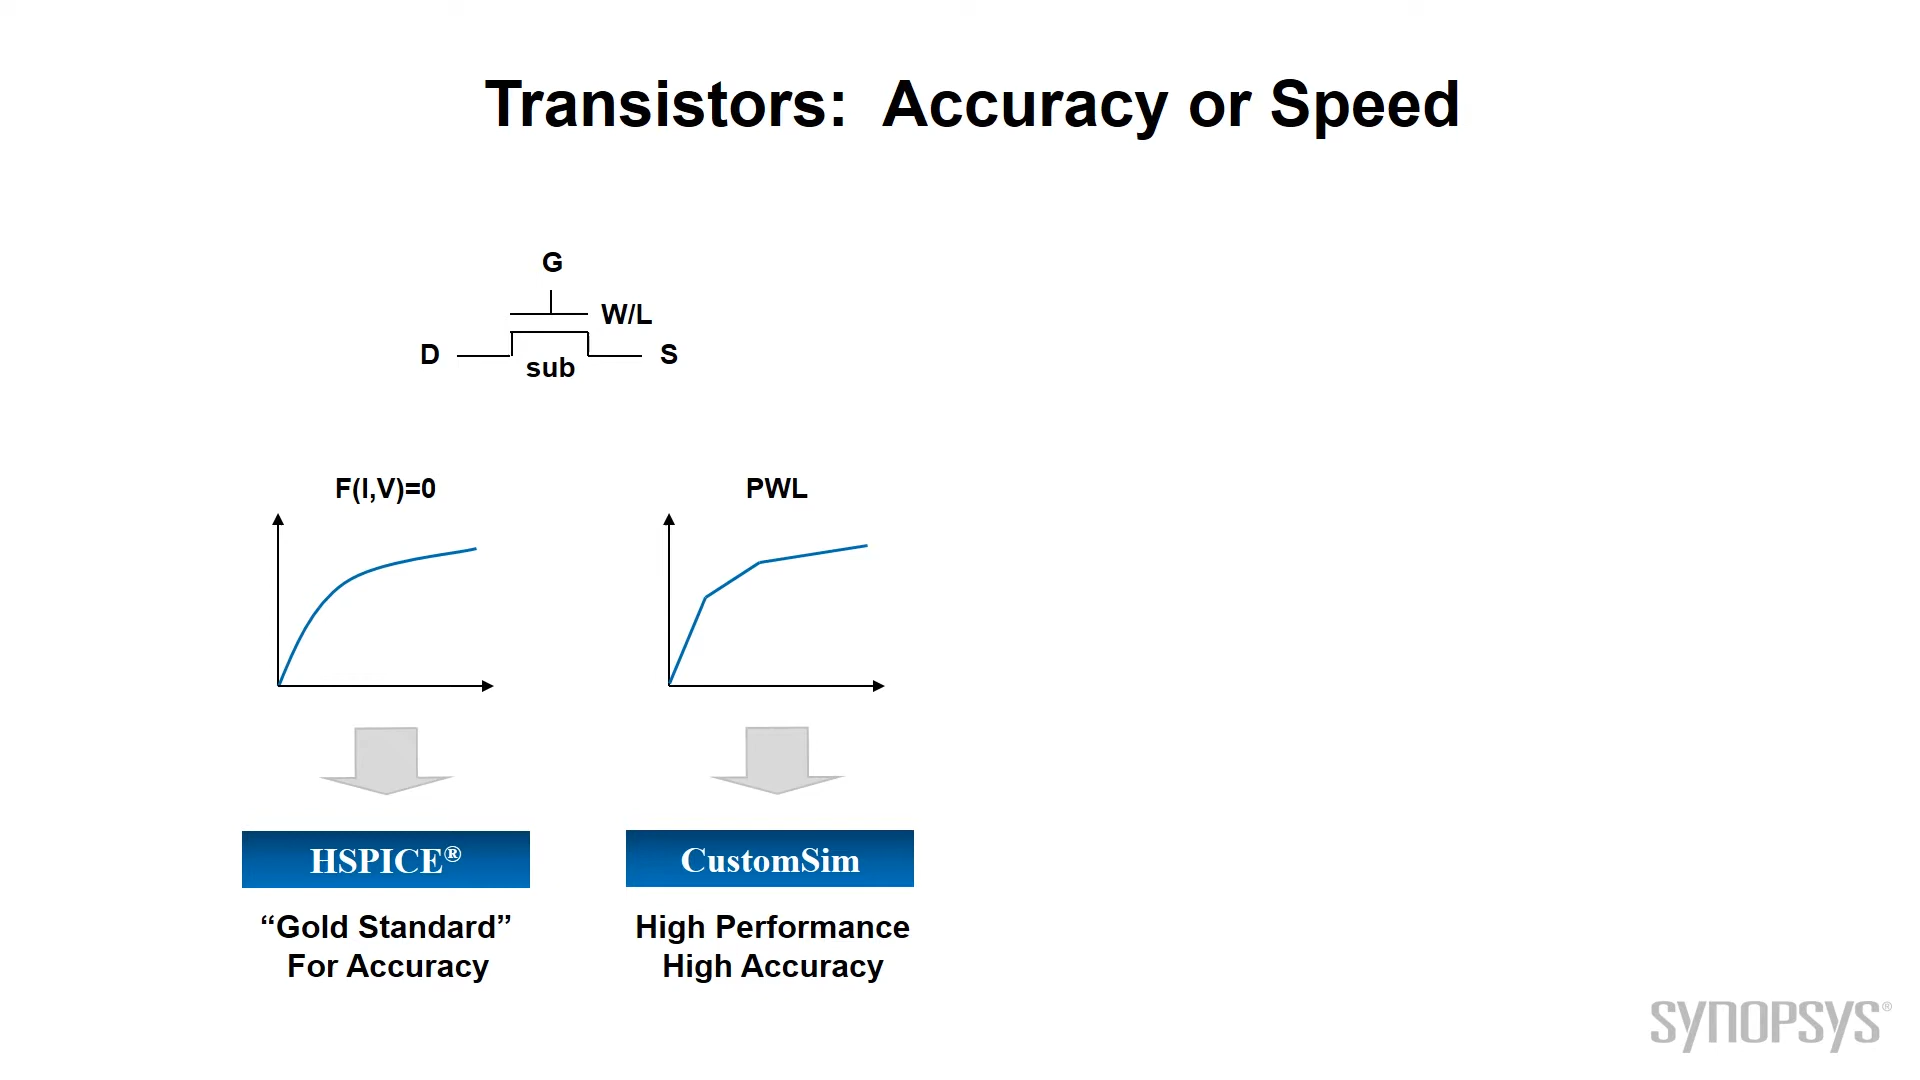 Transistors: Accuracy or Speed
G
W/L
D
S
sub
F(I,V)=0
PWL
HSPICE®
CustomSim
“Gold Standard”
For Accuracy
High Performance
High Accuracy
SYNOPSYS®